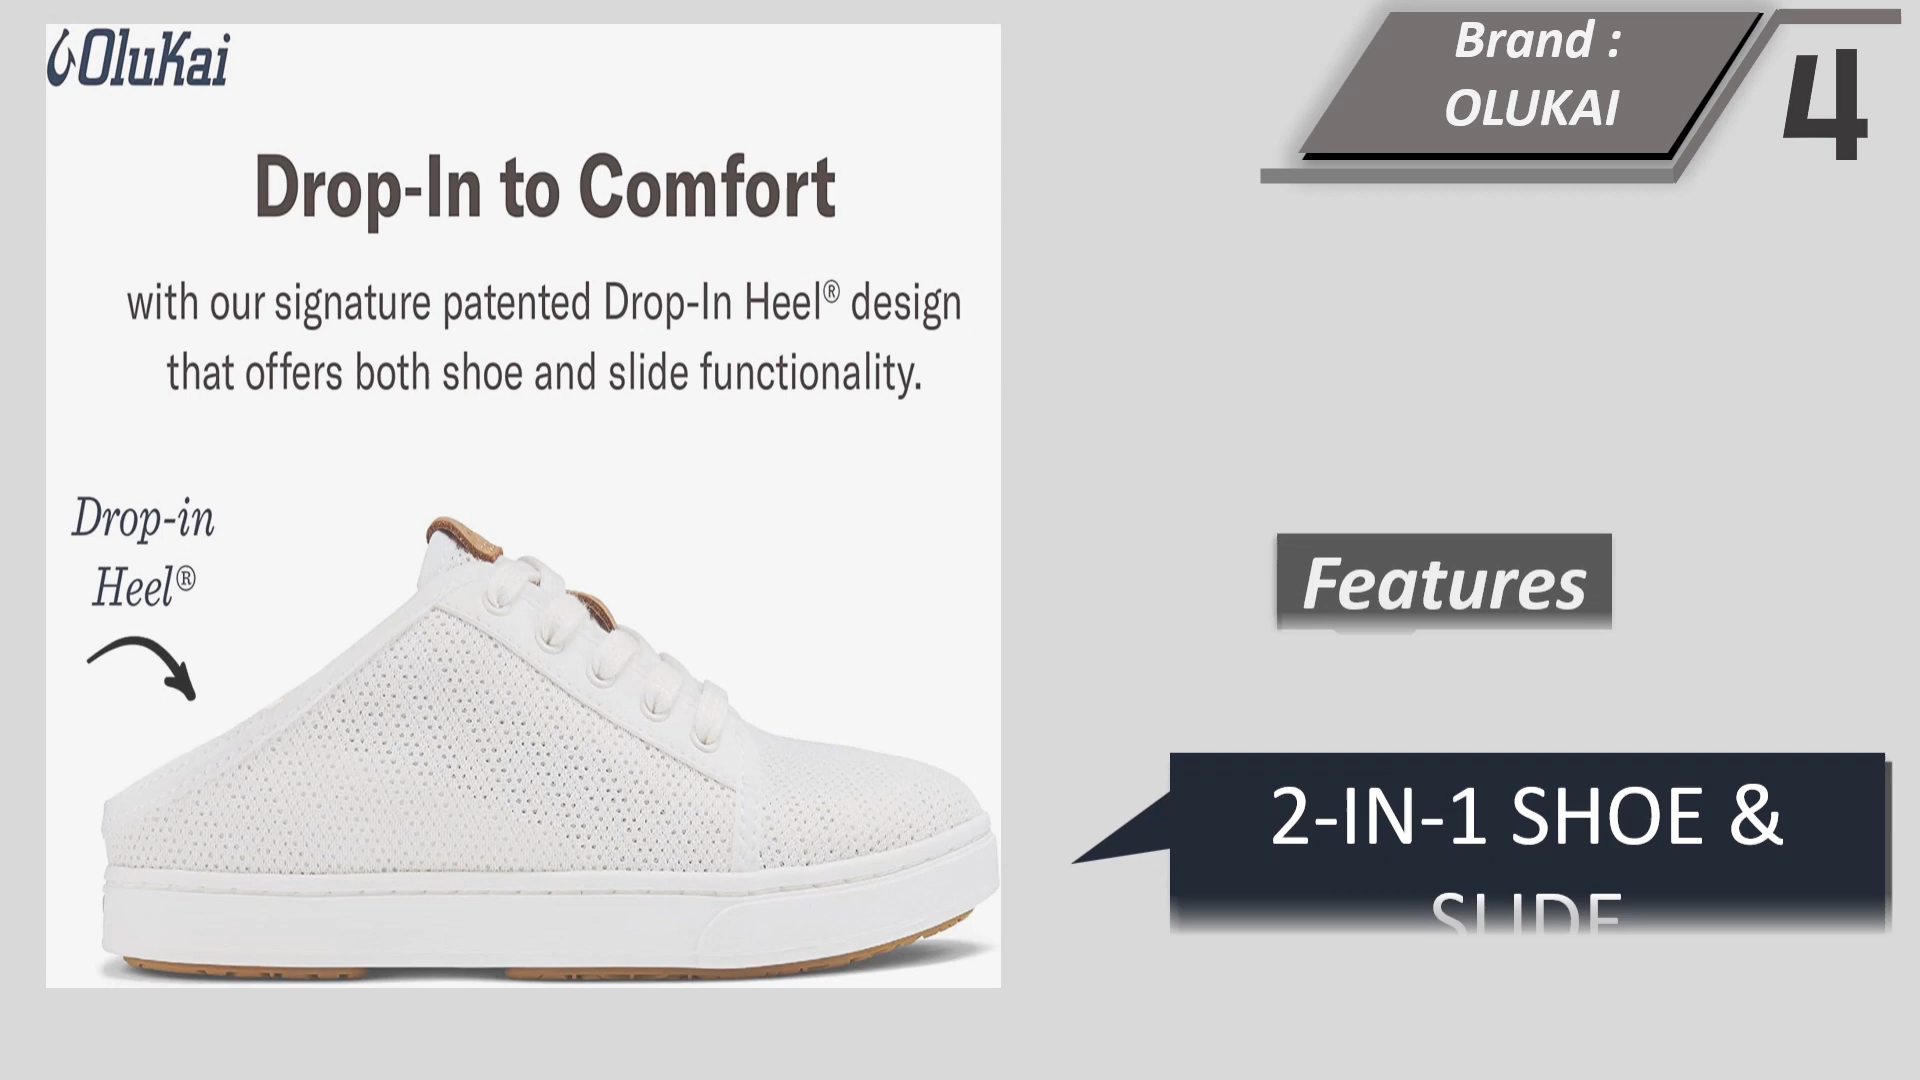 OluKai
Drop-In to Comfort
with our signature patented Drop-In Heel® design
that offers both shoe and slide functionality.
Drop-in
Heel®
Brand :
OLUKAI
4
Features
2-IN-1 SHOE &
SLIDE